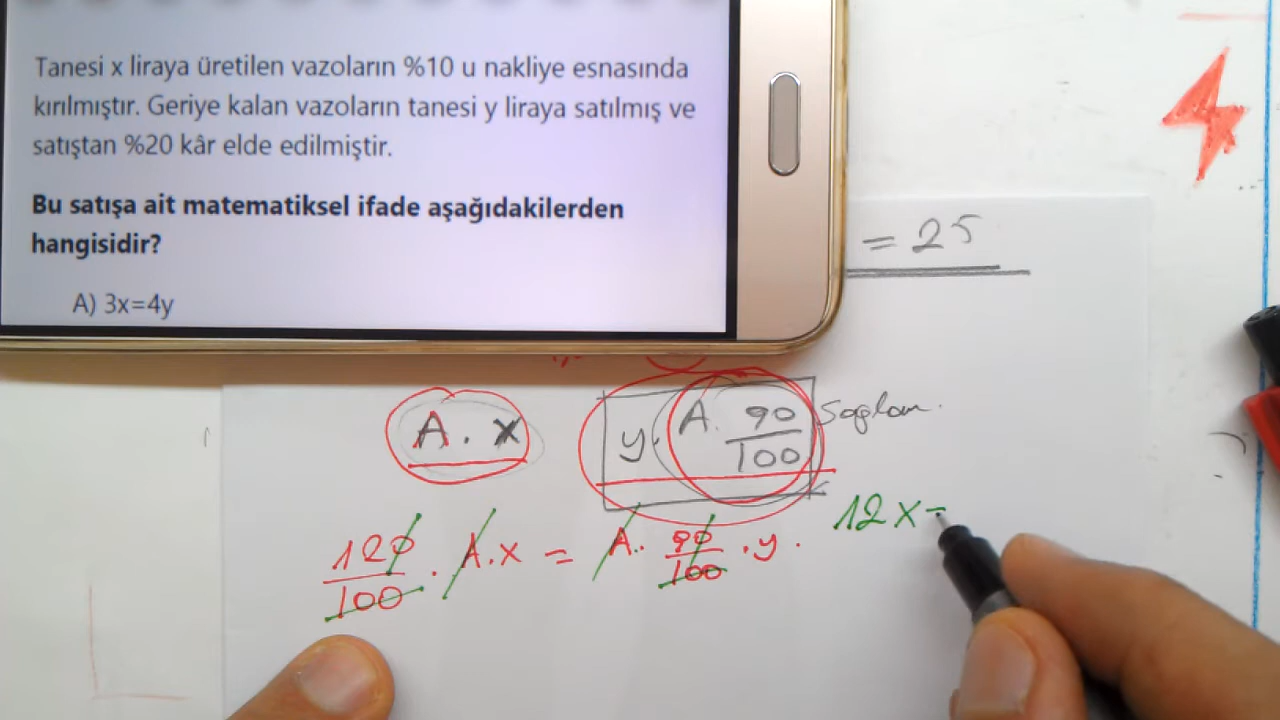 Tanesi x liraya üretilen vazoların %10 u nakliye esnasında
kırılmıştır. Geriye kalan vazoların tanesi y liraya satılmış ve
satıştan %20 kâr elde edilmiştir.
Bu satışa ait matematiksel ifade aşağıdakilerden
hangisidir?
A) 3x=4y
= 25
A . x
y. A. 90/100 Sağlam.
120/100 . A.x = A. 90/100 . y.
12x=